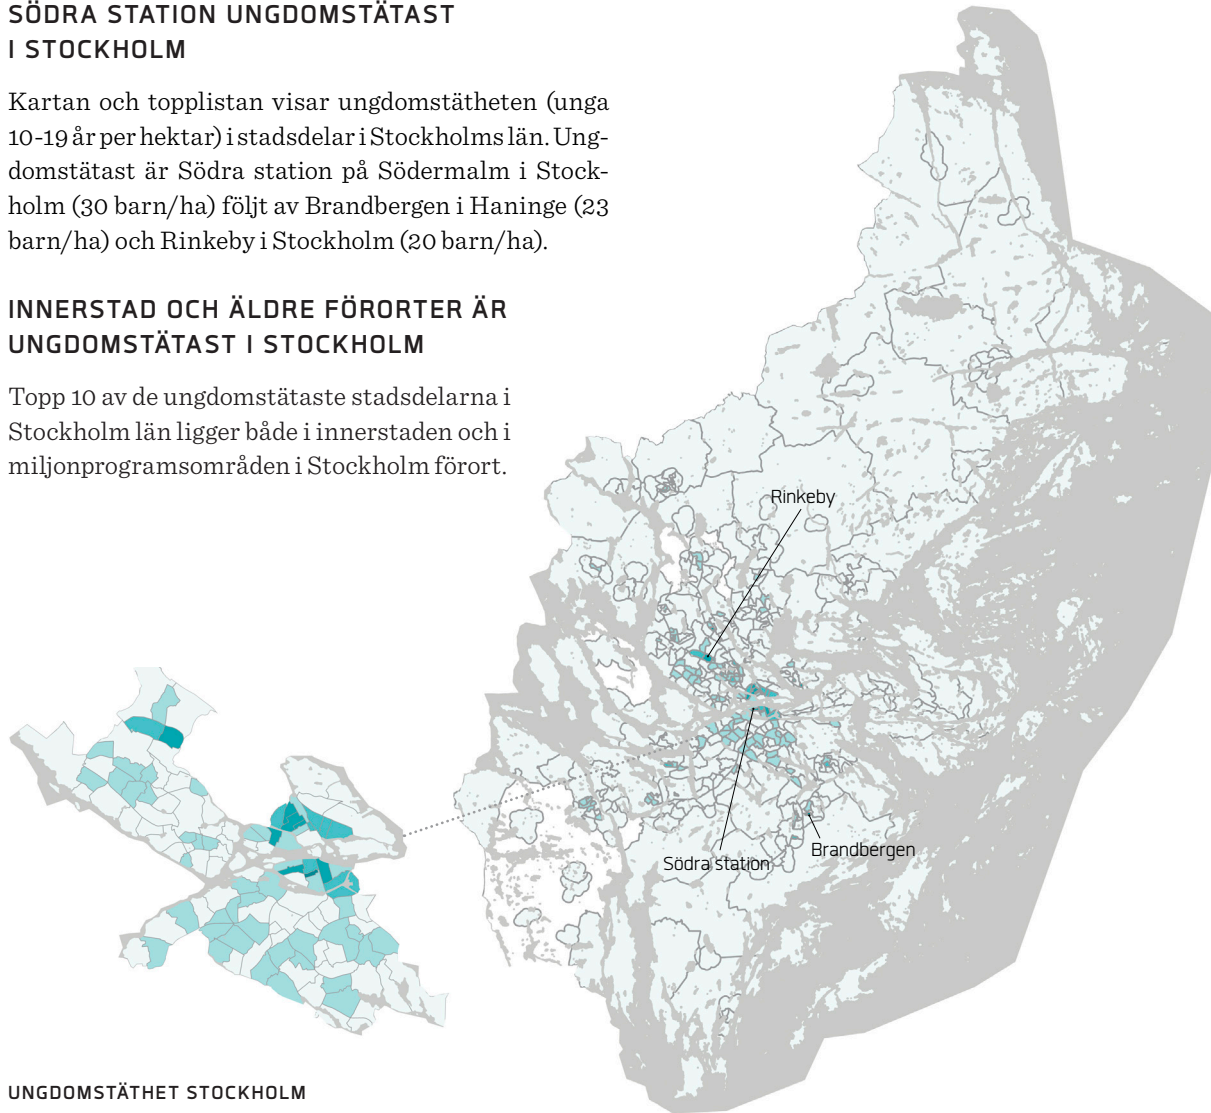 SÖDRA STATION UNGDOMSTÄTAST
I STOCKHOLM
Kartan och topplistan visar ungdomstätheten (unga
10-19 år per hektar) i stadsdelar i Stockholms län. Ung-
domstätast är Södra station på Södermalm i Stock-
holm (30 barn/ha) följt av Brandbergen i Haninge (23
barn/ha) och Rinkeby i Stockholm (20 barn/ha).
INNERSTAD OCH ÄLDRE FÖRORTER ÄR
UNGDOMSTÄTAST I STOCKHOLM
Topp 10 av de ungdomstätaste stadsdelarna i
Stockholm län ligger både i innerstaden och i
miljonprogramsområden i Stockholm förort.
Rinkeby
Södra station
Brandbergen
UNGDOMSTÄTHET STOCKHOLM